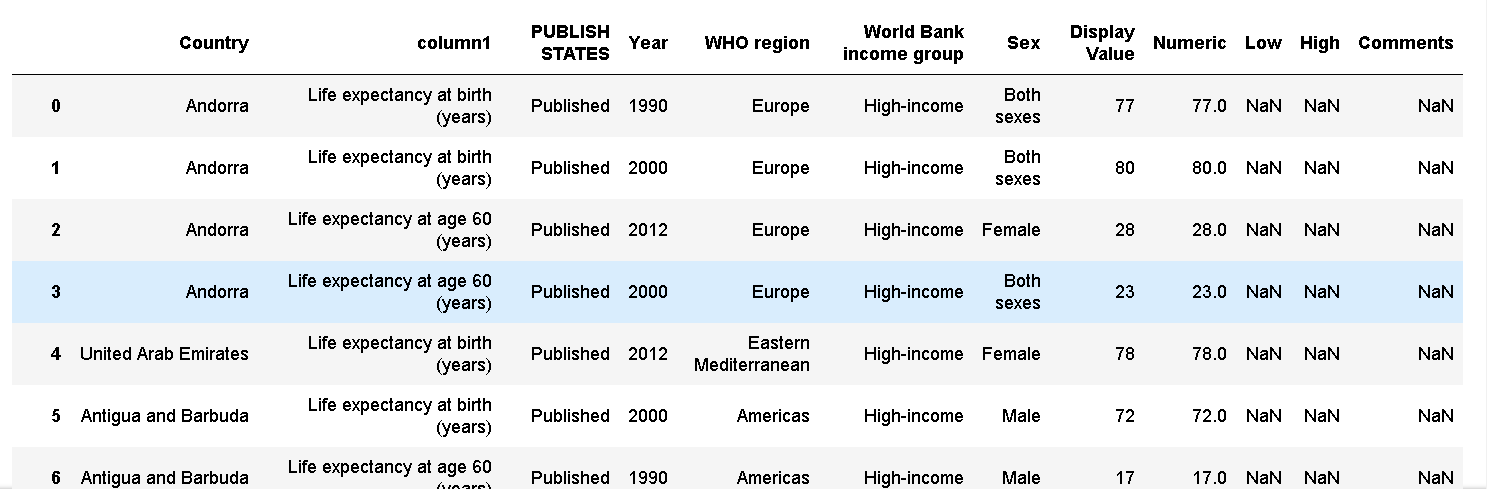 Country column1 PUBLISH STATES Year WHO region World Bank income group Sex Display Value Numeric Low High Comments
0 Andorra Life expectancy at birth (years) Published 1990 Europe High-income Both sexes 77 77.0 NaN NaN NaN
1 Andorra Life expectancy at birth (years) Published 2000 Europe High-income Both sexes 80 80.0 NaN NaN NaN
2 Andorra Life expectancy at age 60 (years) Published 2012 Europe High-income Female 28 28.0 NaN NaN NaN
3 Andorra Life expectancy at age 60 (years) Published 2000 Europe High-income Both sexes 23 23.0 NaN NaN NaN
4 United Arab Emirates Life expectancy at birth (years) Published 2012 Eastern Mediterranean High-income Female 78 78.0 NaN NaN NaN
5 Antigua and Barbuda Life expectancy at birth (years) Published 2000 Americas High-income Male 72 72.0 NaN NaN NaN
6 Antigua and Barbuda Life expectancy at age 60 (years) Published 1990 Americas High-income Male 17 17.0 NaN NaN NaN